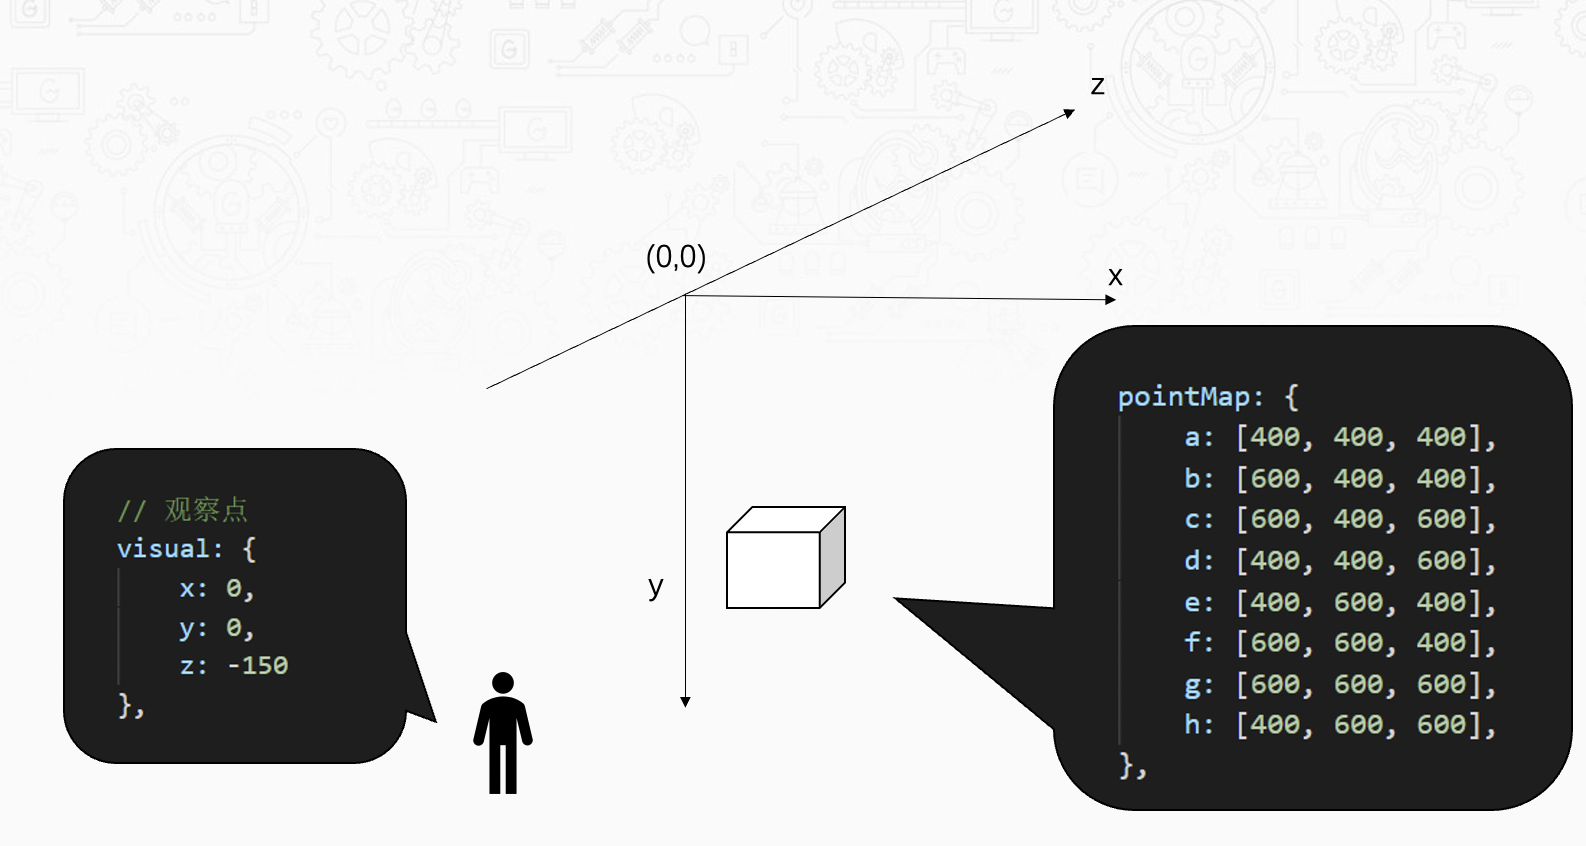 z
(0,0)
x
y
// 观察点
visual: {
x: 0,
y: 0,
z: -150
},
pointMap: {
a: [400, 400, 400],
b: [600, 400, 400],
c: [600, 400, 600],
d: [400, 400, 600],
e: [400, 600, 400],
f: [600, 600, 400],
g: [600, 600, 600],
h: [400, 600, 600],
},